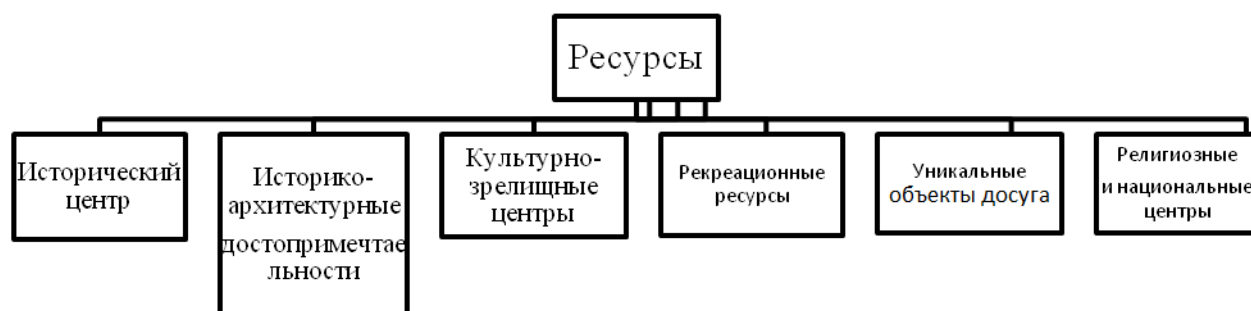 Ресурсы
Исторический
центр
Историко-
архитектурные
достопримечтае
льности
Культурно-
зрелищные
центры
Рекреационные
ресурсы
Уникальные
объекты досуга
Религиозные
и национальные
центры